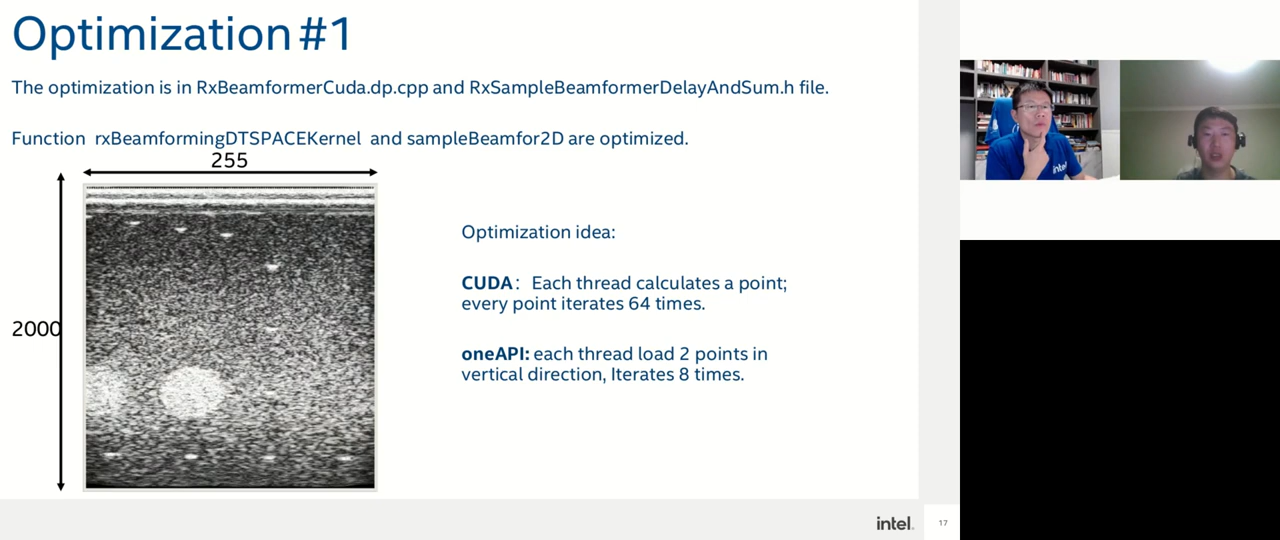 Optimization #1
The optimization is in RxBeamformerCuda.dp.cpp and RxSampleBeamformerDelayAndSum.h file.
Function rxBeamformingDTSPACEKernel and sampleBeamfor2D are optimized.
255
2000
Optimization idea:
CUDA: Each thread calculates a point;
every point iterates 64 times.
oneAPI: each thread load 2 points in
vertical direction, Iterates 8 times.
intel.
17
intel